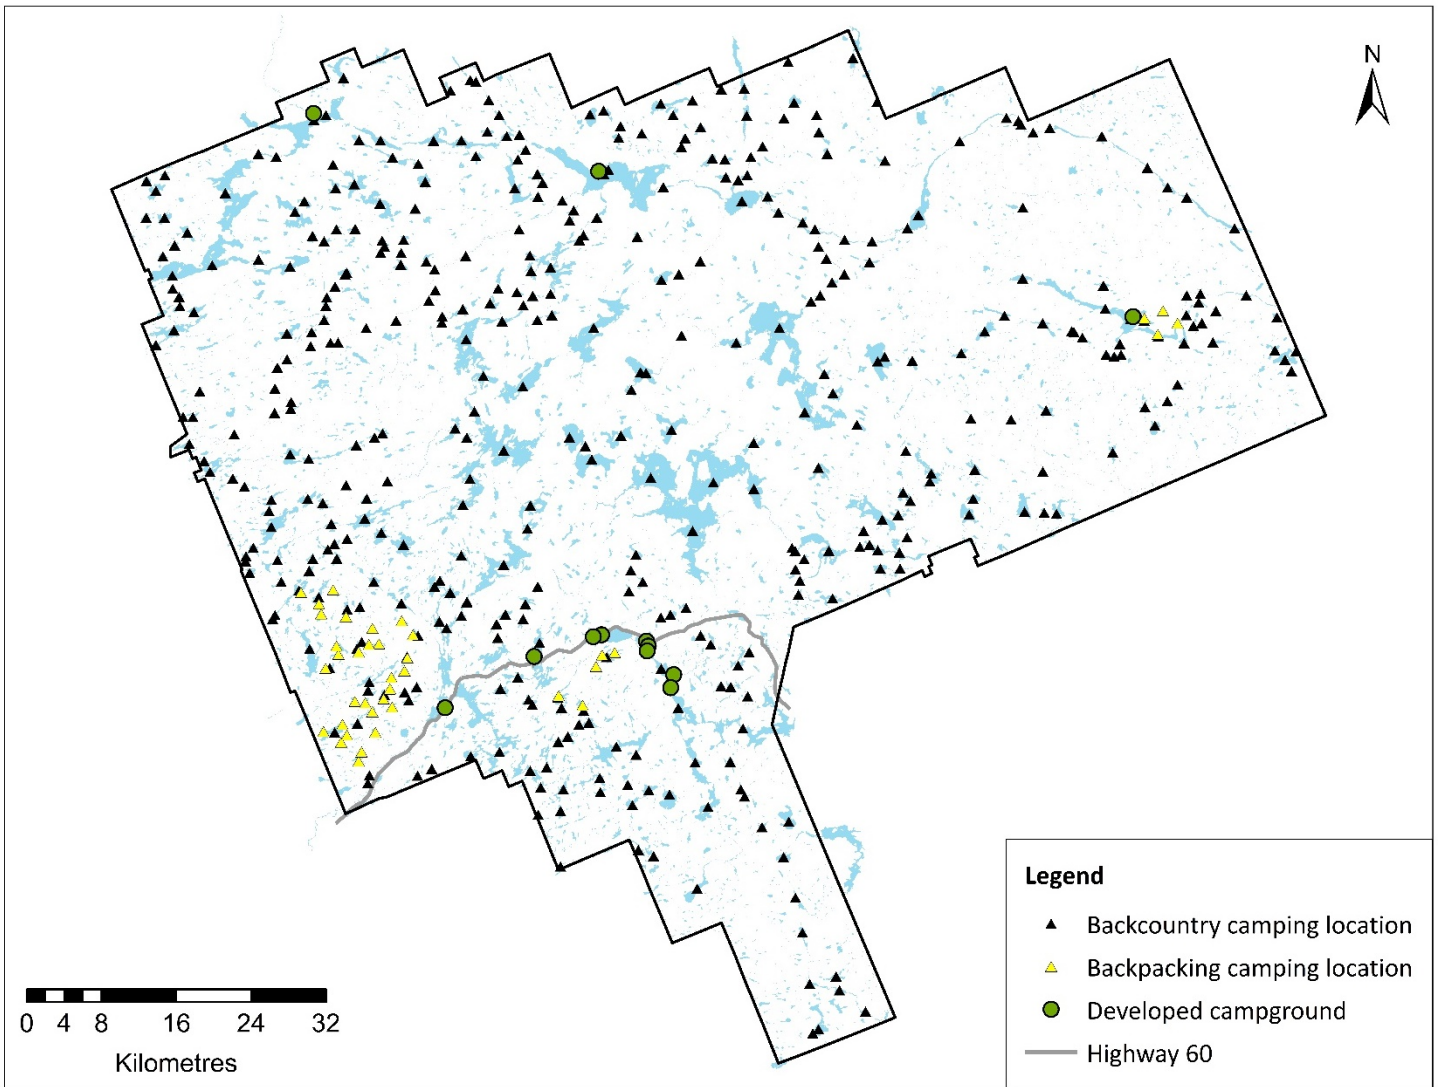 N
Legend
Backcountry camping location
Backpacking camping location
Developed campground
Highway 60
0 4 8 16 24 32
Kilometres